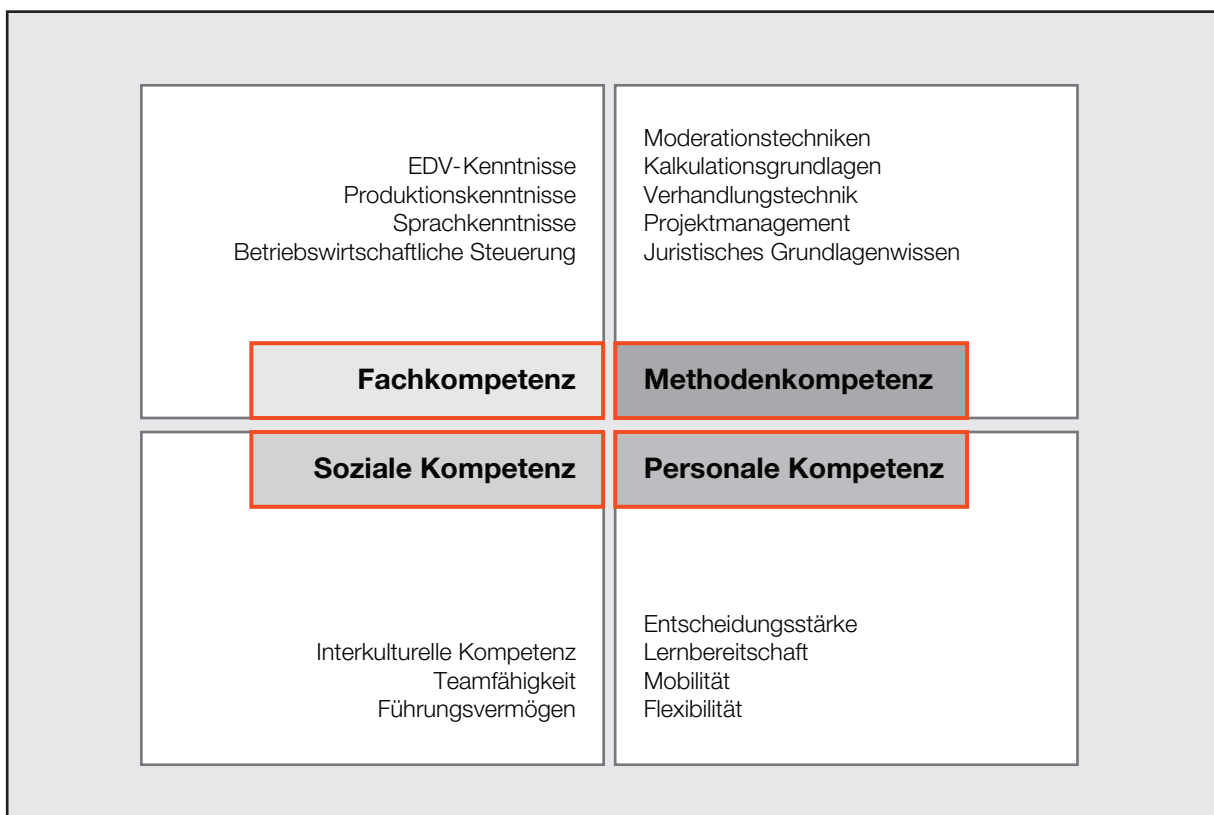 EDV-Kenntnisse
Produktionskenntnisse
Sprachkenntnisse
Betriebswirtschaftliche Steuerung
Fachkompetenz
Moderationstechniken
Kalkulationsgrundlagen
Verhandlungstechnik
Projektmanagement
Juristisches Grundlagenwissen
Methodenkompetenz
Soziale Kompetenz
Interkulturelle Kompetenz
Teamfähigkeit
Führungsvermögen
Personale Kompetenz
Entscheidungsstärke
Lernbereitschaft
Mobilität
Flexibilität